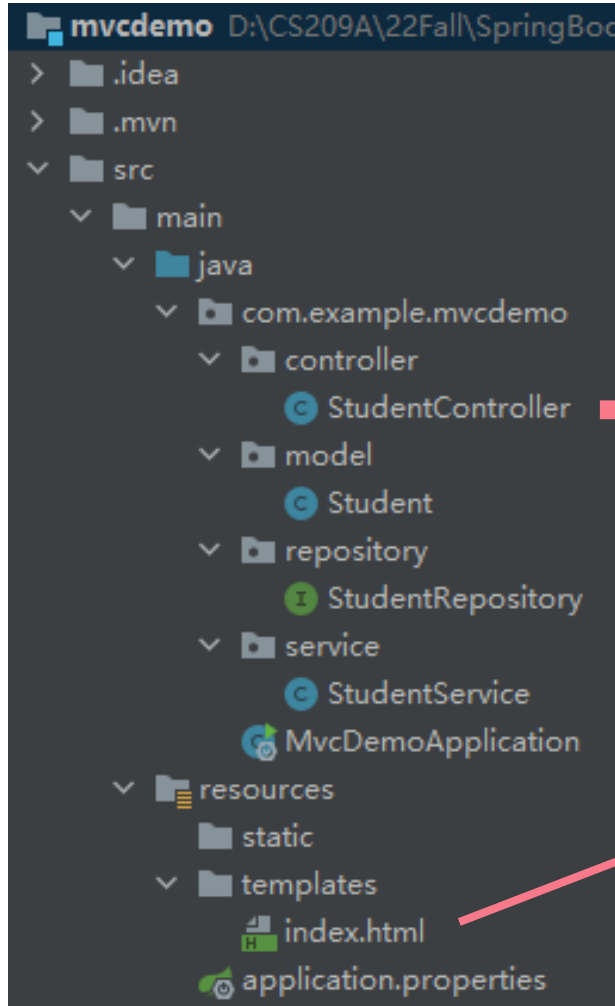 mvcdemo D:\CS209A\22Fall\SpringBoo
.idea
.mvn
src
main
java
com.example.mvcdemo
controller
C StudentController
model
C Student
repository
I StudentRepository
service
C StudentService
MvcDemoApplication
resources
static
templates
H index.html
application.properties